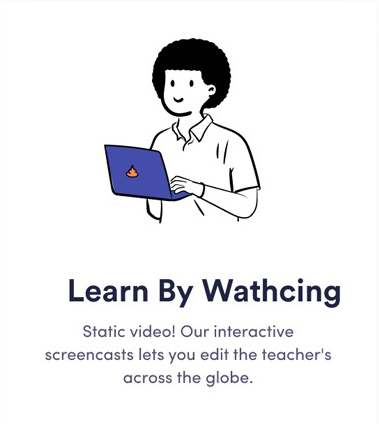 Learn By Wathcing
Static video! Our interactive
screencasts lets you edit the teacher's
across the globe.